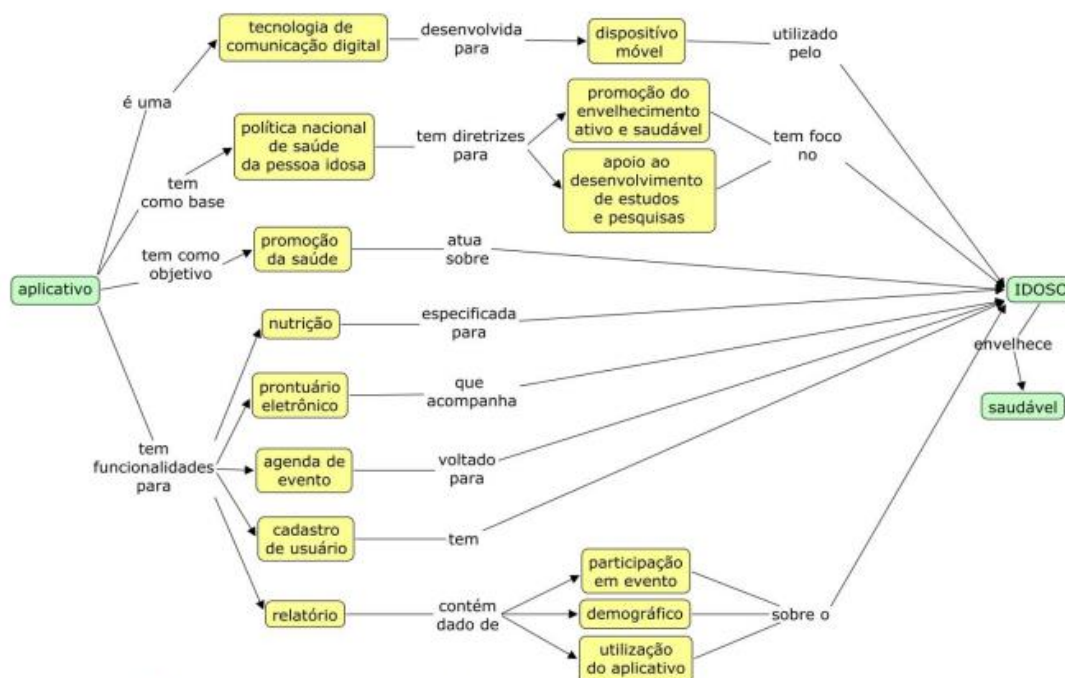 tecnologia de
comunicação digital
desenvolvida
para
dispositívo
móvel
utilizado
pelo
é uma
política nacional
de saúde
da pessoa idosa
tem diretrizes
para
promoção do
envelhecimento
ativo e saudável
apoio ao
desenvolvimento
de estudos
e pesquisas
tem foco
no
tem
como base
tem como
objetivo
promoção
da saúde
atua
sobre
aplicativo
IDOSO
nutrição
especificada
para
envelhece
saudável
prontuário
eletrônico
que
acompanha
tem
funcionalidades
para
agenda de
evento
voltado
para
cadastro
de usuário
tem
relatório
contém
dado de
participação
em evento
demográfico
utilização
do aplicativo
sobre o